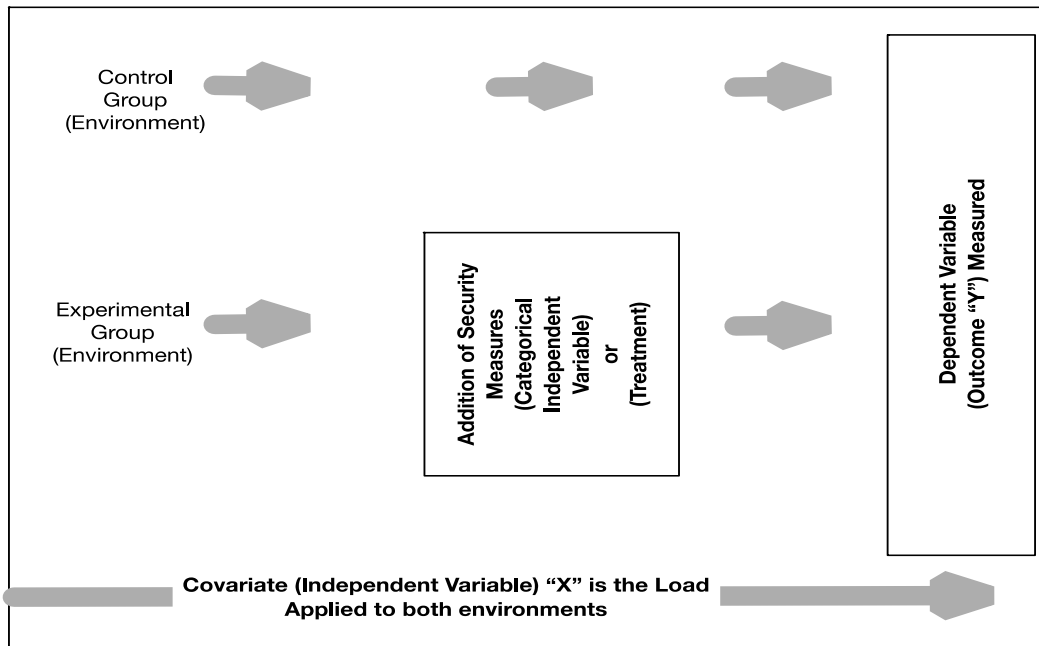 Control
Group
(Environment)
Experimental
Group
(Environment)
Addition of Security
Measures
(Categorical
Independent
Variable)
or
(Treatment)
Dependent Variable
(Outcome “Y”) Measured
Covariate (Independent Variable) “X” is the Load
Applied to both environments